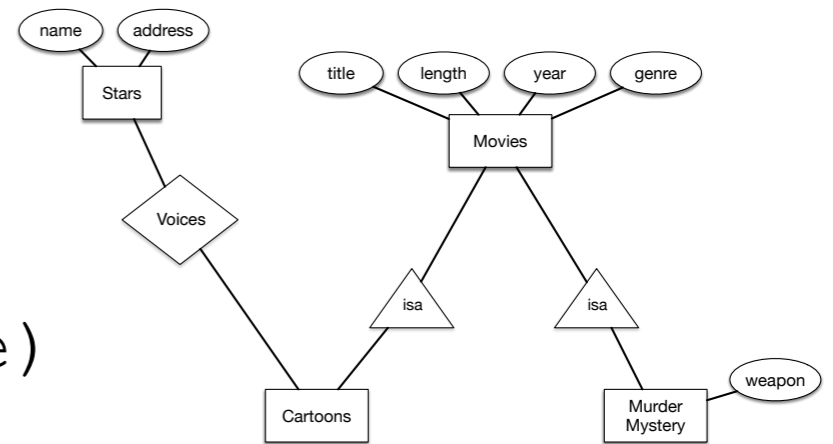 name
address
Stars
title
length
year
genre
Movies
Voices
isa
isa
e)
Cartoons
Murder
Mystery
weapon